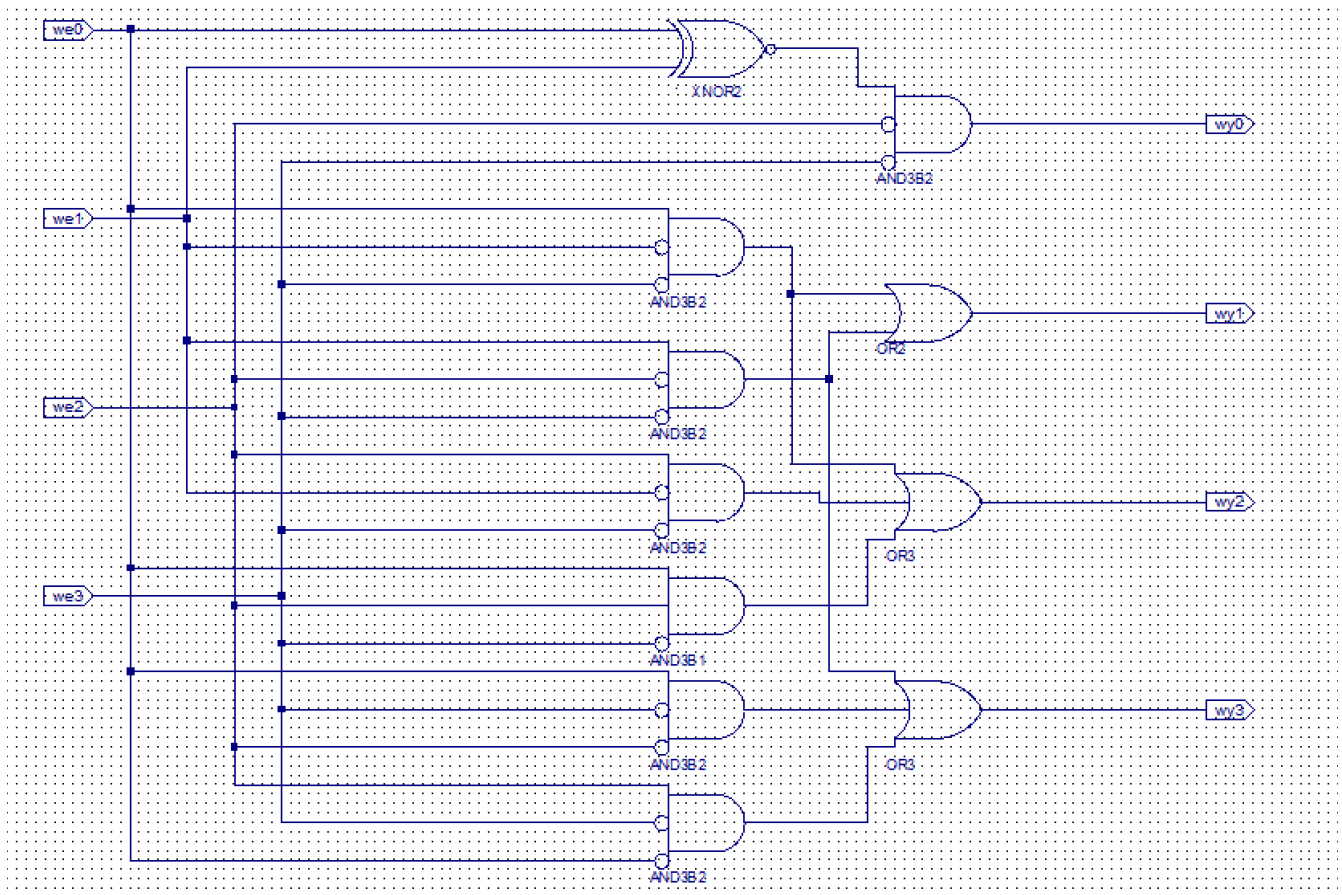 we0
XNOR2
wy0
AND3B2
we1
AND3B2
wy1
OR2
we2
AND3B2
wy2
AND3B2
OR3
we3
AND3B1
wy3
AND3B2
OR3
AND3B2